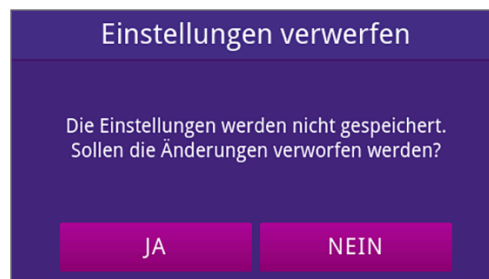 Einstellungen verwerfen
Die Einstellungen werden nicht gespeichert.
Sollen die Änderungen verworfen werden?
JA NEIN